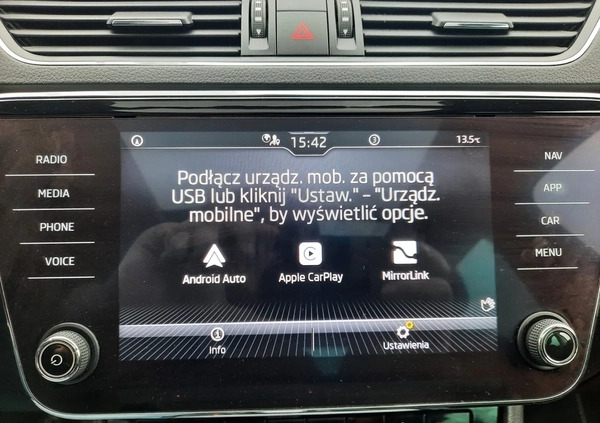 15:42
3
13.5°C
RADIO
MEDIA
PHONE
VOICE
NAV
APP
CAR
MENU
Podłącz urządz. mob. za pomocą
USB lub kliknij "Ustaw." – "Urządz.
mobilne", by wyświetlić opcje.
Android Auto
Apple CarPlay
MirrorLink
Info
Ustawienia